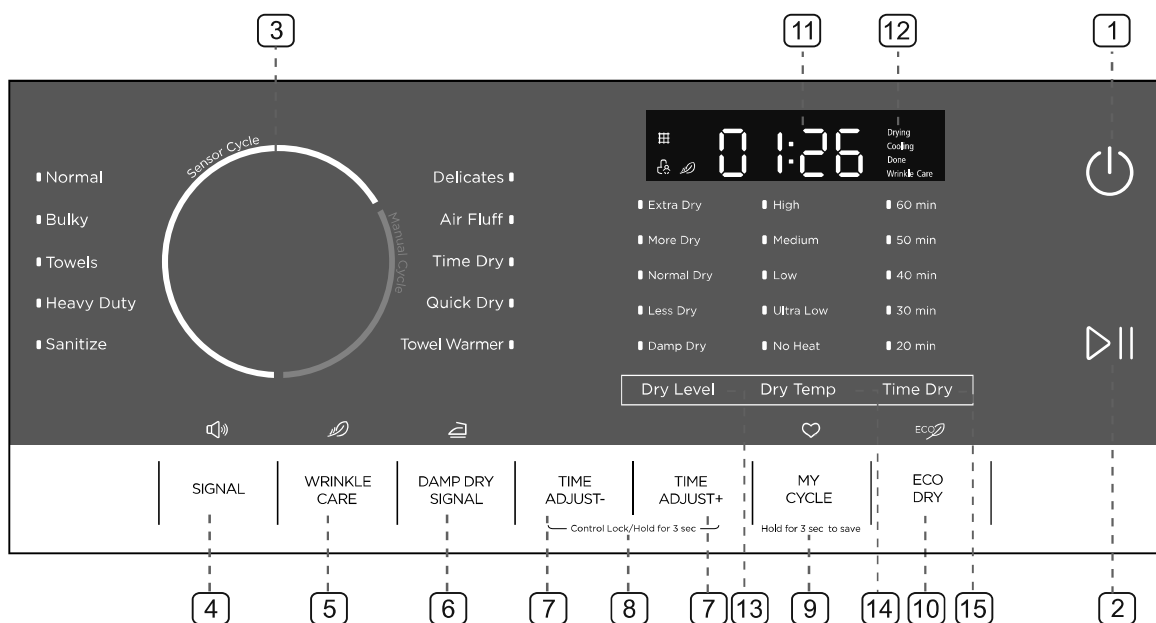 3
11
12
1
Sensor Cycle
Manual Cycle
Normal
Bulky
Towels
Heavy Duty
Sanitize
Delicates
Air Fluff
Time Dry
Quick Dry
Towel Warmer
01:26
Drying
Cooling
Done
Wrinkle Care
Extra Dry
More Dry
Normal Dry
Less Dry
Damp Dry
High
Medium
Low
Ultra Low
No Heat
60 min
50 min
40 min
30 min
20 min
Dry Level
Dry Temp
Time Dry
ECO
SIGNAL
WRINKLE
CARE
DAMP DRY
SIGNAL
TIME
ADJUST-
TIME
ADJUST+
Control Lock/Hold for 3 sec
MY
CYCLE
Hold for 3 sec to save
ECO
DRY
4
5
6
7
8
7
13
9
14
10
15
2